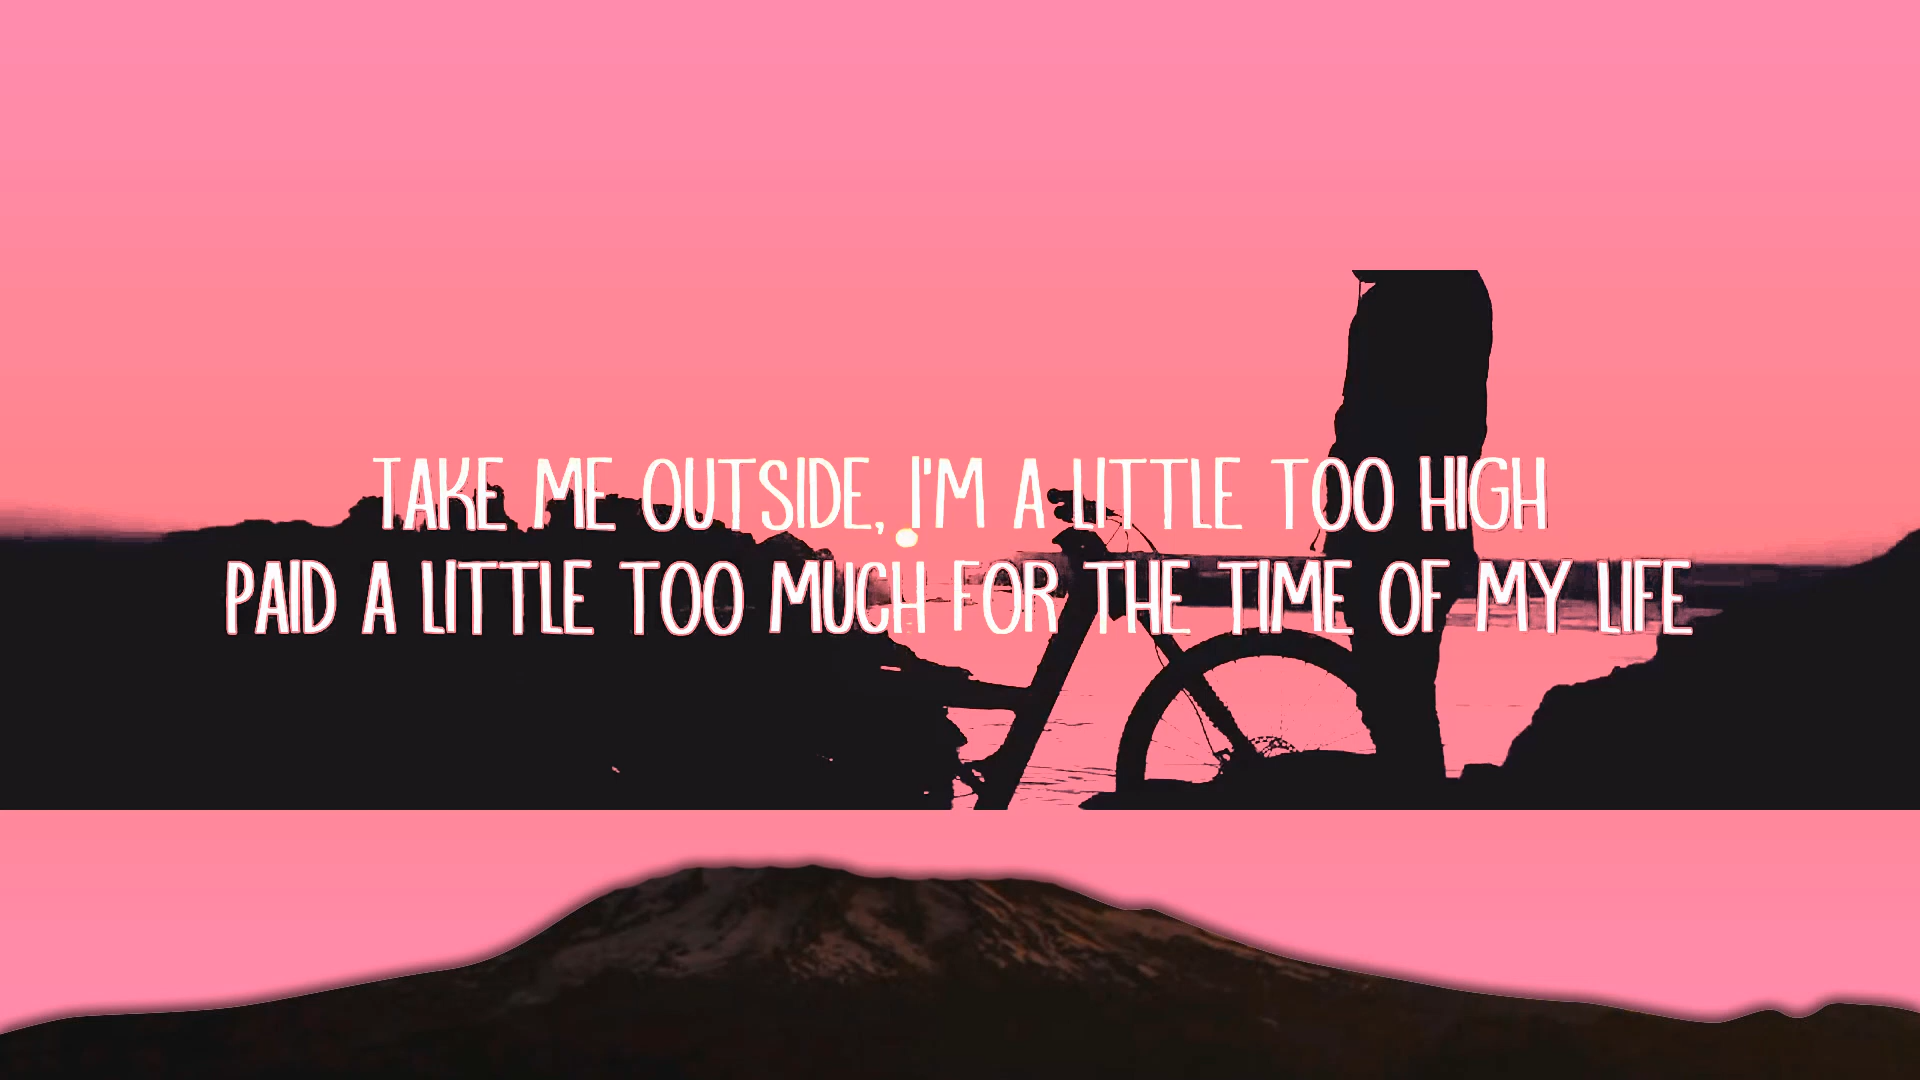 TAKE ME OUTSIDE, I'M A LITTLE TOO HIGH
PAID A LITTLE TOO MUCH FOR THE TIME OF MY LIFE